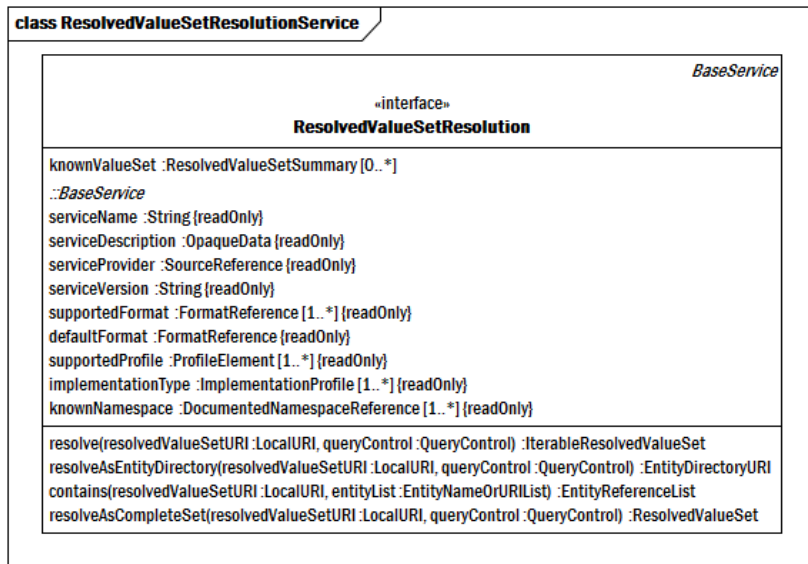 class ResolvedValueSetResolutionService
BaseService
«interface»
ResolvedValueSetResolution
knownValueSet :ResolvedValueSetSummary [0..*]
::BaseService
serviceName :String {readOnly}
serviceDescription :OpaqueData {readOnly}
serviceProvider :SourceReference {readOnly}
serviceVersion :String {readOnly}
supportedFormat :FormatReference [1..*] {readOnly}
defaultFormat :FormatReference {readOnly}
supportedProfile :ProfileElement [1..*] {readOnly}
implementationType :ImplementationProfile [1..*] {readOnly}
knownNamespace :DocumentedNamespaceReference [1..*] {readOnly}
resolve(resolvedValueSetURI :LocalURI, queryControl :QueryControl) :IterableResolvedValueSet
resolveAsEntityDirectory(resolvedValueSetURI :LocalURI, queryControl :QueryControl) :EntityDirectoryURI
contains(resolvedValueSetURI :LocalURI, entityList :EntityNameOrURIList) :EntityReferenceList
resolveAsCompleteSet(resolvedValueSetURI :LocalURI, queryControl :QueryControl) :ResolvedValueSet